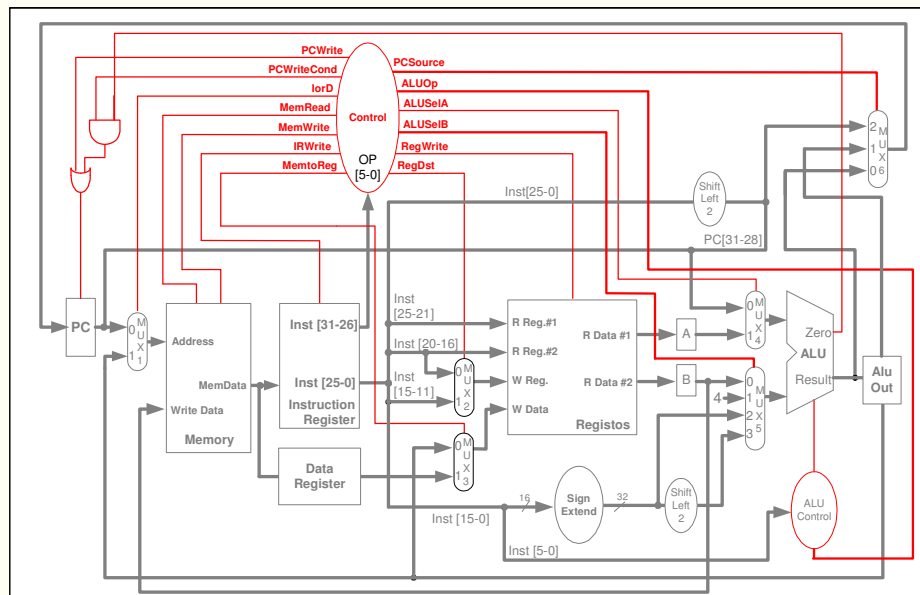 PCWrite
PCWriteCond
IorD
MemRead
MemWrite
IRWrite
MemtoReg
Control
OP
[5-0]
PCSource
ALUOp
ALUSelA
ALUSelB
RegWrite
RegDst
2
1
0
M
U
X
6
Inst[25-0]
Shift
Left
2
PC[31-28]
PC
0
1
M
U
X
1
Address
MemData
Write Data
Memory
Inst [31-26]
Inst [25-0]
Instruction
Register
Data
Register
Inst
[25-21]
Inst [20-16]
Inst
[15-11]
0
1
M
U
X
2
0
1
M
U
X
3
R Reg.#1
R Reg.#2
W Reg.
W Data
R Data #1
R Data #2
Registos
A
B
0
1
M
U
X
4
4
0
1
2
3
M
U
X
5
Zero
ALU
Result
Alu
Out
Inst [15-0]
16
Sign
Extend
32
Shift
Left
2
Inst [5-0]
ALU
Control